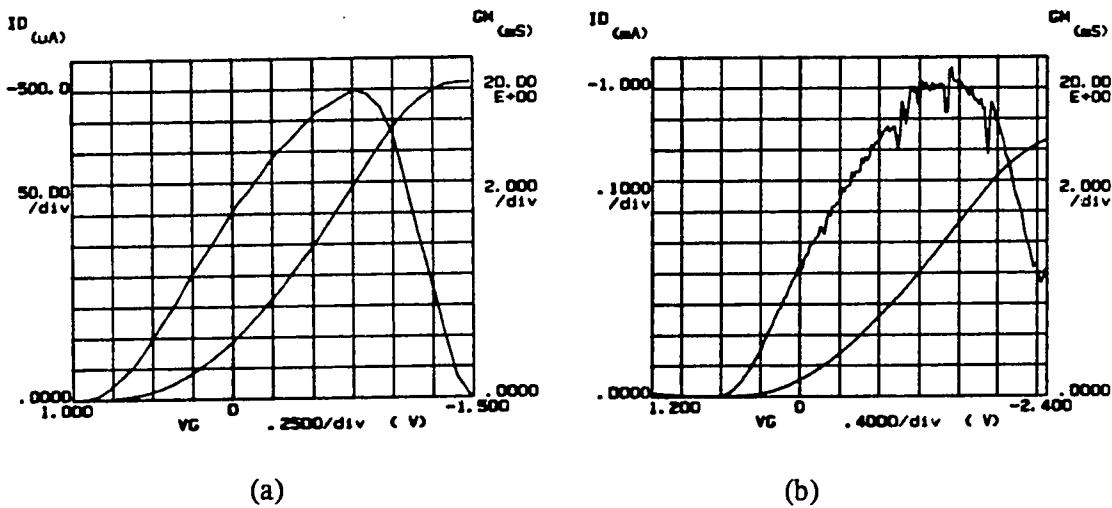 ID (uA)
GM (mS)
-500.0
20.00
E+00
50.00
/div
2.000
/div
.0000
.0000
1.000
0
-1.500
VG .2500/div ( V)
(a)
ID (mA)
GM (mS)
-1.000
20.00
E+00
.1000
/div
2.000
/div
.0000
.0000
1.200
0
-2.400
VG .4000/div ( V)
(b)